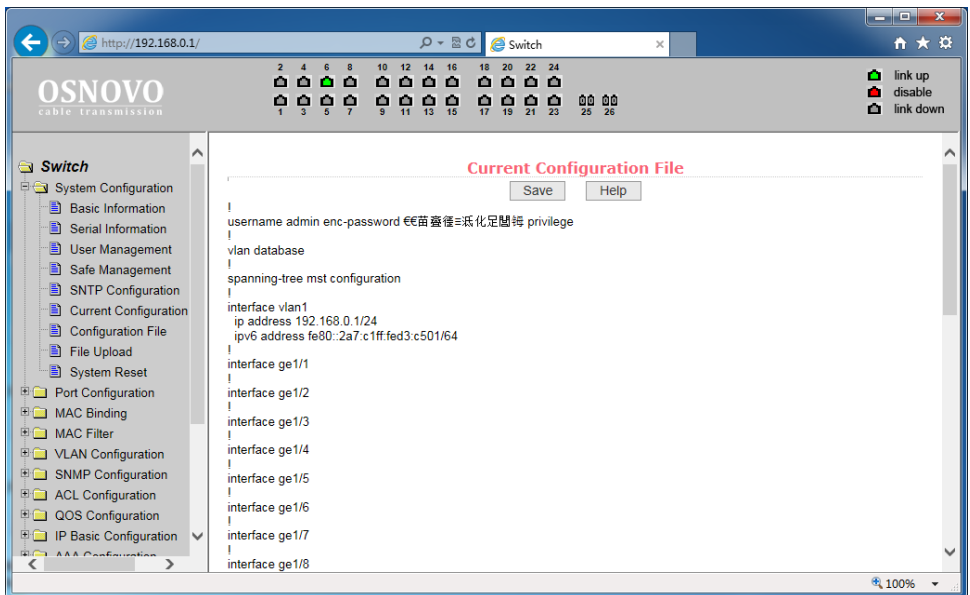 http://192.168.0.1/
Switch
OSNOVO
cable transmission
2 4 6 8 10 12 14 16 18 20 22 24
1 3 5 7 9 11 13 15 17 19 21 23 25 26
link up
disable
link down
Switch
System Configuration
Basic Information
Serial Information
User Management
Safe Management
SNTP Configuration
Current Configuration
Configuration File
File Upload
System Reset
Port Configuration
MAC Binding
MAC Filter
VLAN Configuration
SNMP Configuration
ACL Configuration
QOS Configuration
IP Basic Configuration
AAA Configuration
Current Configuration File
Save Help
!
username admin enc-password €€苗 privilege
!
vlan database
!
spanning-tree mst configuration
!
interface vlan1
ip address 192.168.0.1/24
ipv6 address fe80::2a7:c1ff:fed3:c501/64
!
interface ge1/1
!
interface ge1/2
!
interface ge1/3
!
interface ge1/4
!
interface ge1/5
!
interface ge1/6
!
interface ge1/7
!
interface ge1/8
100%